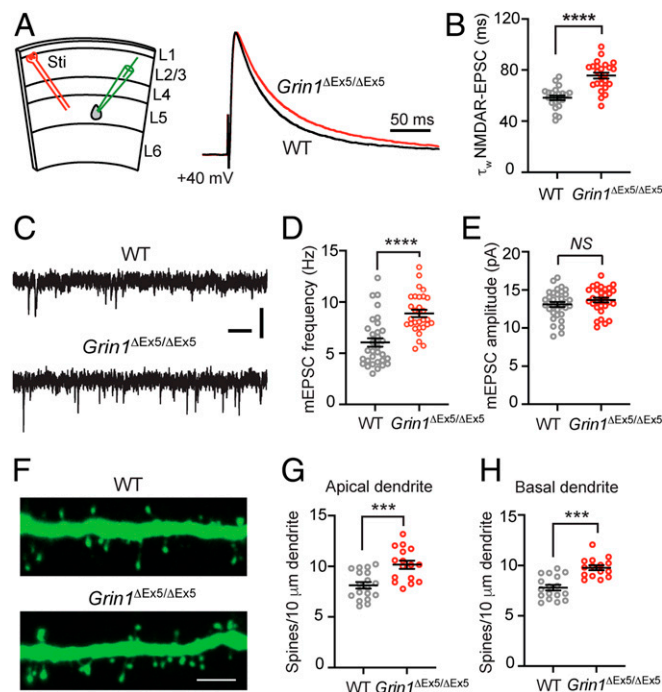 A
Sti
L1
L2/3
L4
L5
L6
+40 mV
Grin1ΔEx5/ΔEx5
WT
50 ms
B
τw NMDAR-EPSC (ms)
120
80
40
0
****
WT Grin1ΔEx5/ΔEx5
C
WT
Grin1ΔEx5/ΔEx5
D
mEPSC frequency (Hz)
15
10
5
0
****
WT Grin1ΔEx5/ΔEx5
E
mEPSC amplitude (pA)
20
15
10
5
0
NS
WT Grin1ΔEx5/ΔEx5
F
WT
Grin1ΔEx5/ΔEx5
G
Apical dendrite
Spines/10 μm dendrite
15
10
5
0
***
WT Grin1ΔEx5/ΔEx5
H
Basal dendrite
Spines/10 μm dendrite
15
10
5
0
***
WT Grin1ΔEx5/ΔEx5